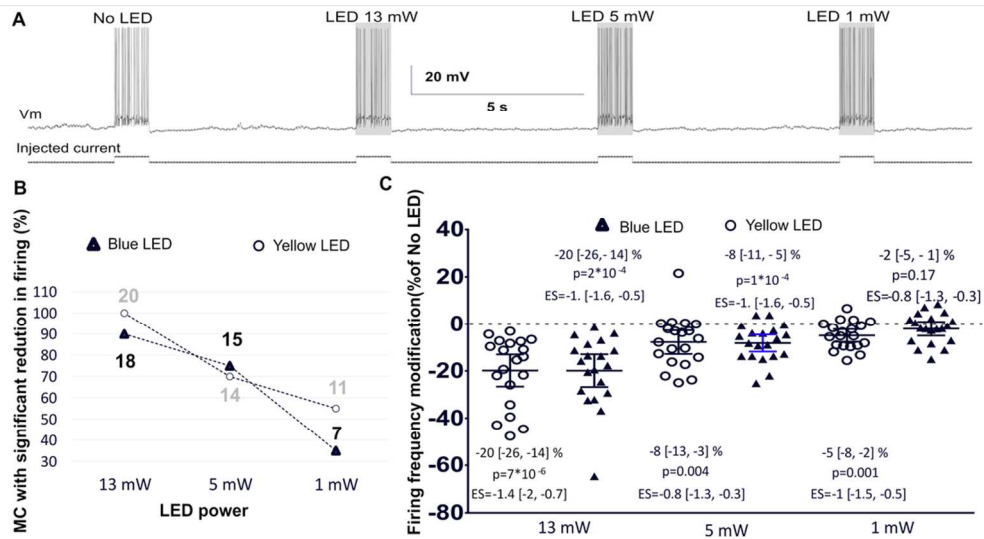 A
No LED
LED 13 mW
LED 5 mW
LED 1 mW
20 mV
5 s
Vm
Injected current
B
MC with significant redution in firing (%)
Blue LED
Yellow LED
110
100
90
80
70
60
50
40
30
20
18
15
14
11
7
13 mW
5 mW
1 mW
LED power
C
Firing frequency modification(% of No LED)
Blue LED
Yellow LED
40
20
0
-20
-40
-60
-80
-20 [-26,- 14] %
p=2*10-4
ES=-1. [-1.6, -0.5)
-8 [-11, -5] %
p=1*10-4
ES=-1. [-1.6, -0.5)
-2 [-5, - 1] %
p=0.17
ES=-0.8 [-1.3, -0.3)
-20 [-26, -14] %
p=7*10-6
ES=-1.4 [-2, -0.7)
-8 [-13, -3] %
p=0.004
ES=-0.8 [-1.3, -0.3)
-5 [-8, -2] %
p=0.001
ES=-1 [-1.5, -0.5)
13 mW
5 mW
1 mW